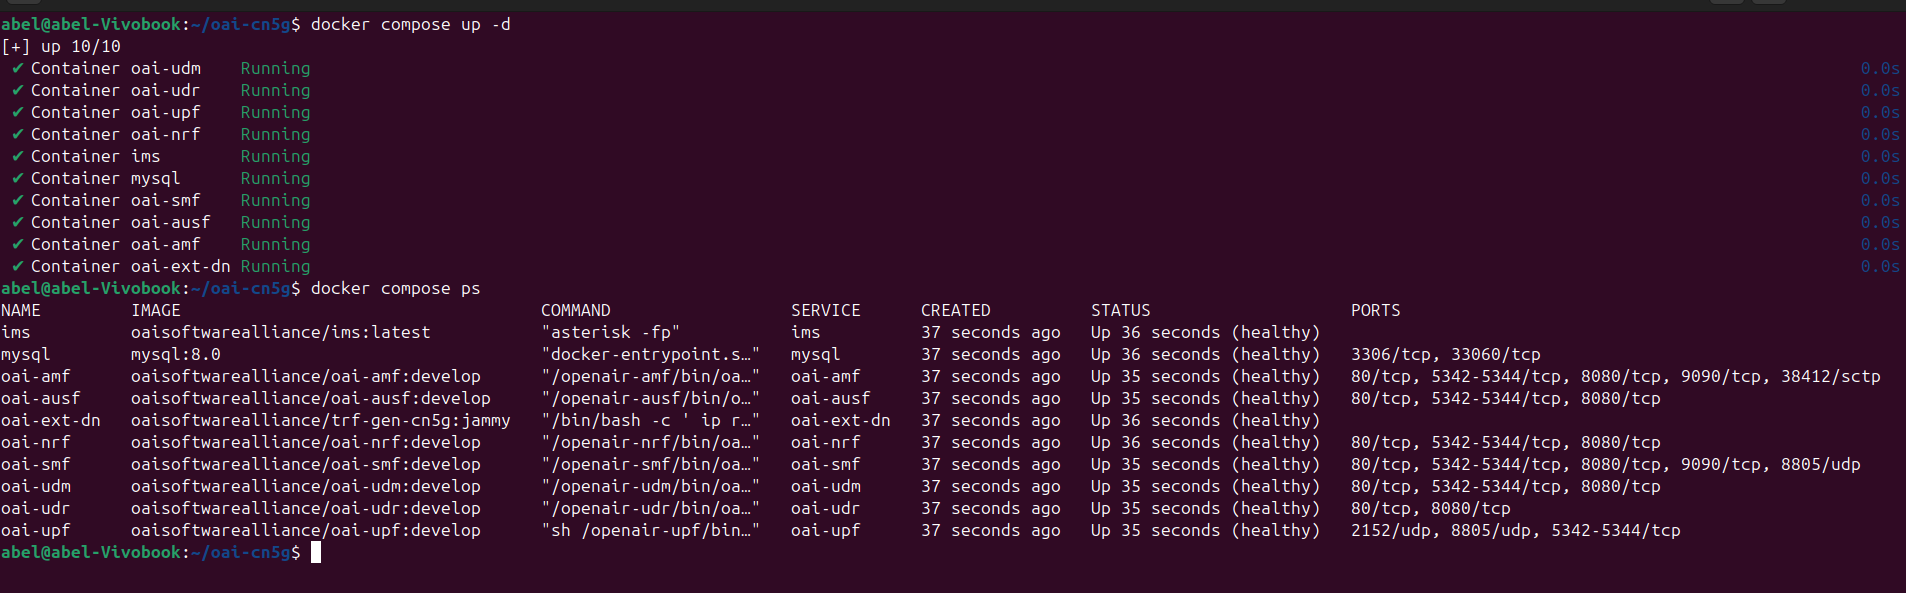 abel@abel-Vivobook:~/oai-cn5g$ docker compose up -d
[+] up 10/10
✔ Container oai-udm    Running    0.0s
✔ Container oai-udr    Running    0.0s
✔ Container oai-upf    Running    0.0s
✔ Container oai-nrf    Running    0.0s
✔ Container ims        Running    0.0s
✔ Container mysql      Running    0.0s
✔ Container oai-smf    Running    0.0s
✔ Container oai-ausf   Running    0.0s
✔ Container oai-amf    Running    0.0s
✔ Container oai-ext-dn Running    0.0s
abel@abel-Vivobook:~/oai-cn5g$ docker compose ps
NAME         IMAGE                                    COMMAND                  SERVICE      CREATED          STATUS                    PORTS
ims          oaisoftwarealliance/ims:latest           "asterisk -fp"           ims          37 seconds ago   Up 36 seconds (healthy)
mysql        mysql:8.0                                "docker-entrypoint.s…"   mysql        37 seconds ago   Up 36 seconds (healthy)   3306/tcp, 33060/tcp
oai-amf      oaisoftwarealliance/oai-amf:develop      "/openair-amf/bin/oa…"   oai-amf      37 seconds ago   Up 35 seconds (healthy)   80/tcp, 5342-5344/tcp, 8080/tcp, 9090/tcp, 38412/sctp
oai-ausf     oaisoftwarealliance/oai-ausf:develop     "/openair-ausf/bin/o…"   oai-ausf     37 seconds ago   Up 35 seconds (healthy)   80/tcp, 5342-5344/tcp, 8080/tcp
oai-ext-dn   oaisoftwarealliance/trf-gen-cn5g:jammy   "/bin/bash -c ' ip r…"   oai-ext-dn   37 seconds ago   Up 36 seconds (healthy)
oai-nrf      oaisoftwarealliance/oai-nrf:develop      "/openair-nrf/bin/oa…"   oai-nrf      37 seconds ago   Up 36 seconds (healthy)   80/tcp, 5342-5344/tcp, 8080/tcp
oai-smf      oaisoftwarealliance/oai-smf:develop      "/openair-smf/bin/oa…"   oai-smf      37 seconds ago   Up 35 seconds (healthy)   80/tcp, 5342-5344/tcp, 8080/tcp, 9090/tcp, 8805/udp
oai-udm      oaisoftwarealliance/oai-udm:develop      "/openair-udm/bin/oa…"   oai-udm      37 seconds ago   Up 35 seconds (healthy)   80/tcp, 5342-5344/tcp, 8080/tcp
oai-udr      oaisoftwarealliance/oai-udr:develop      "/openair-udr/bin/oa…"   oai-udr      37 seconds ago   Up 35 seconds (healthy)   80/tcp, 8080/tcp
oai-upf      oaisoftwarealliance/oai-upf:develop      "sh /openair-upf/bin…"   oai-upf      37 seconds ago   Up 35 seconds (healthy)   2152/udp, 8805/udp, 5342-5344/tcp
abel@abel-Vivobook:~/oai-cn5g$